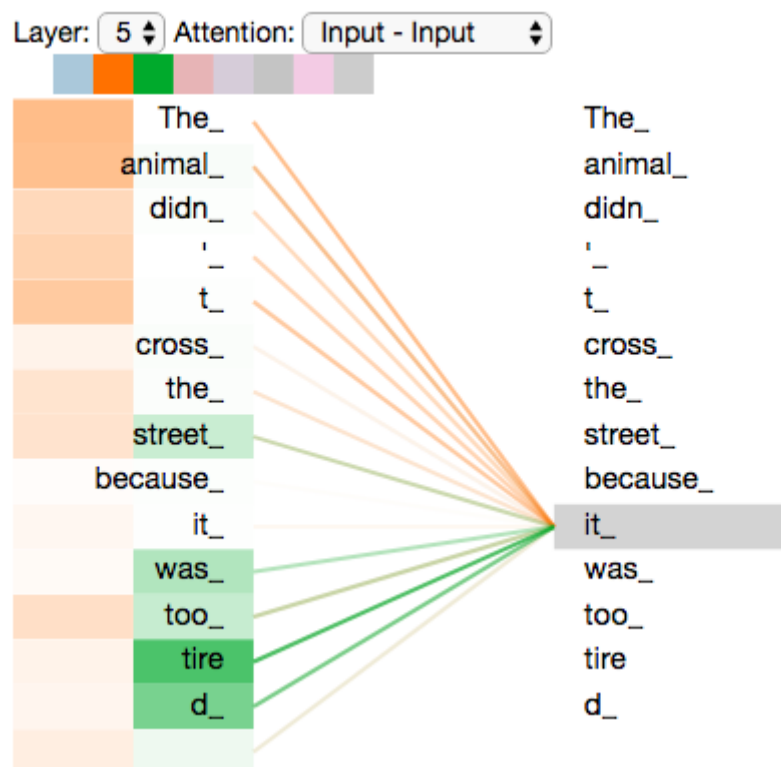 Layer: 5 Attention: Input - Input
The_ The_
animal_ animal_
didn_ didn_
'_ '_
t_ t_
cross_ cross_
the_ the_
street_ street_
because_ because_
it_ it_
was_ was_
too_ too_
tire tire
d_ d_